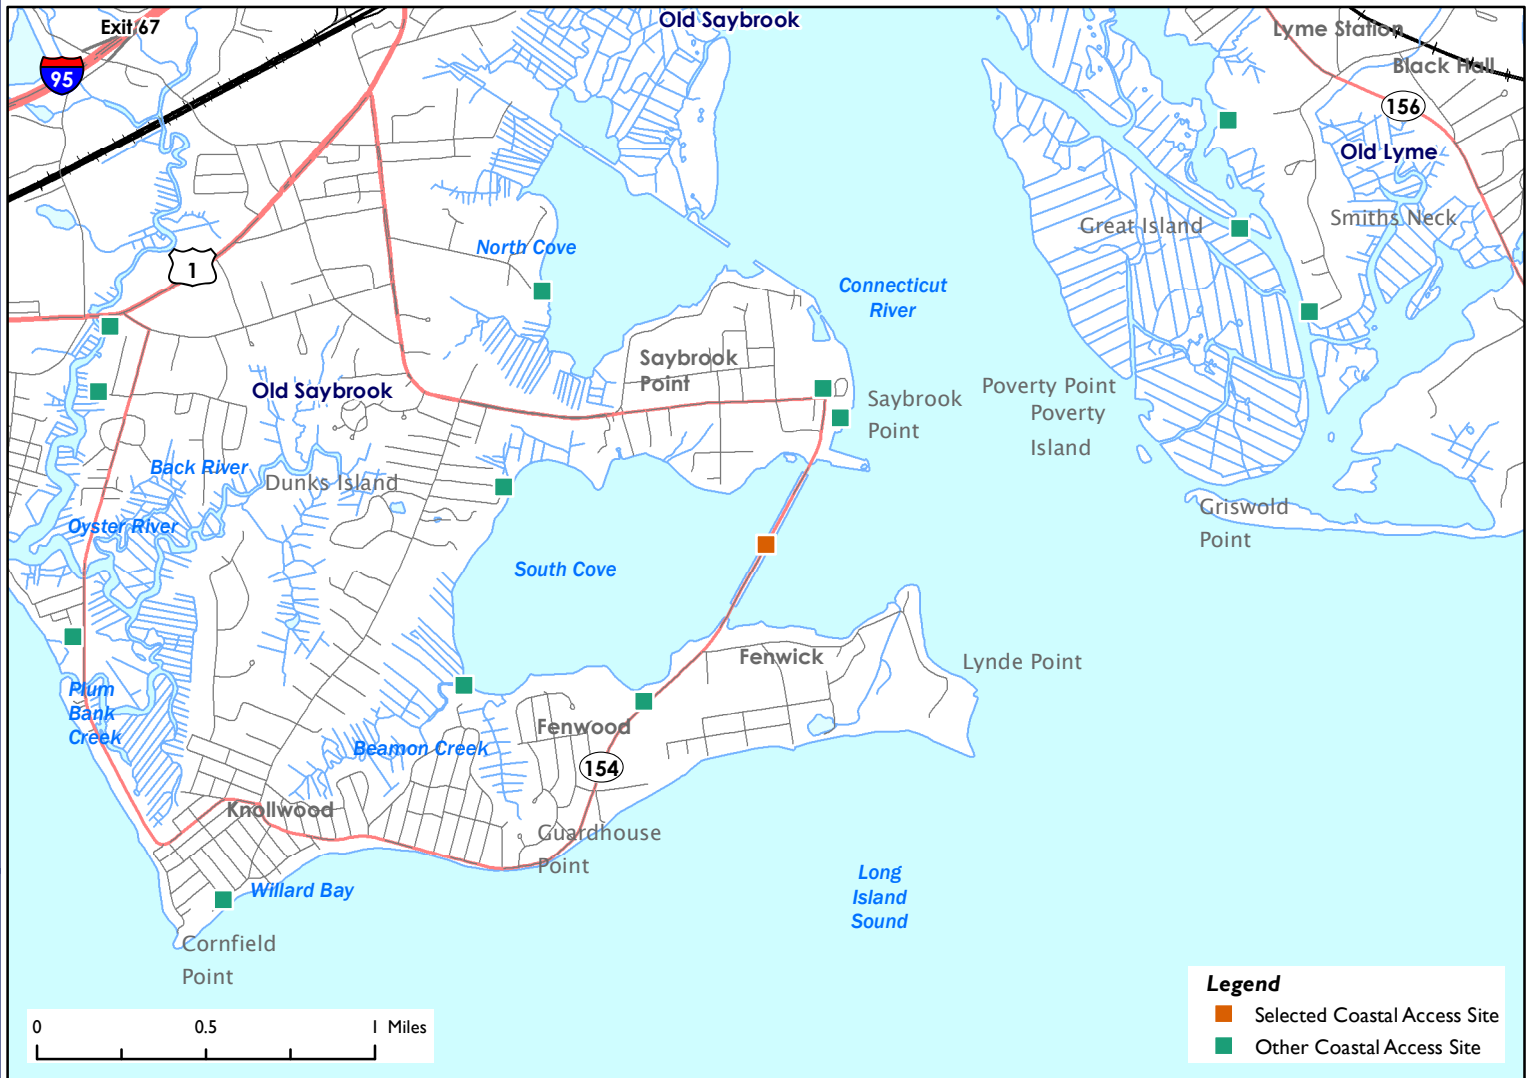 Old Saybrook
Exit 67
Lyme Station
Black Hall
95
156
Old Lyme
Great Island
Smiths Neck
North Cove
1
Connecticut
River
Saybrook
Point
Old Saybrook
Saybrook
Point
Poverty Point
Poverty
Island
Back River
Dunks Island
Oyster River
Griswold
Point
South Cove
Fenwick
Lynde Point
Plum
Bank
Creek
Fenwood
Beamon Creek
154
Knollwood
Guardhouse
Point
Willard Bay
Long
Island
Sound
Cornfield
Point
Legend
Selected Coastal Access Site
Other Coastal Access Site
0 0.5 1 Miles